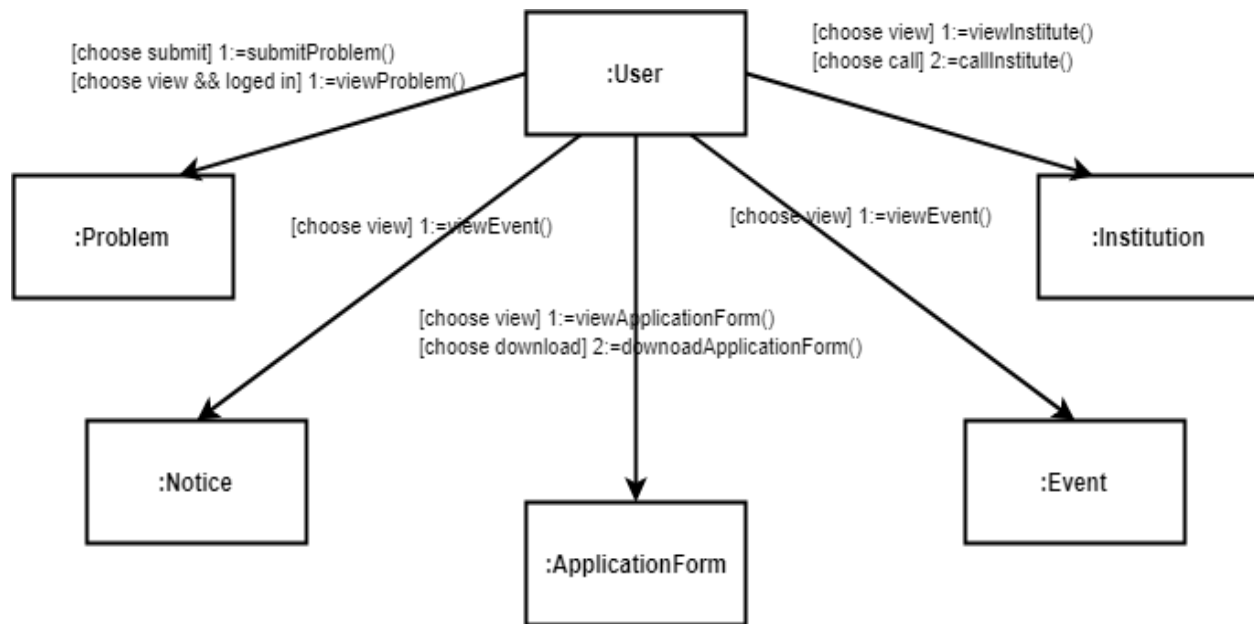 [choose submit] 1:=submitProblem()
[choose view && loged in] 1:=viewProblem()
:User
[choose view] 1:=viewInstitute()
[choose call] 2:=callInstitute()
:Problem
[choose view] 1:=viewEvent()
[choose view] 1:=viewEvent()
:Institution
[choose view] 1:=viewApplicationForm()
[choose download] 2:=downoadApplicationForm()
:Notice
:ApplicationForm
:Event